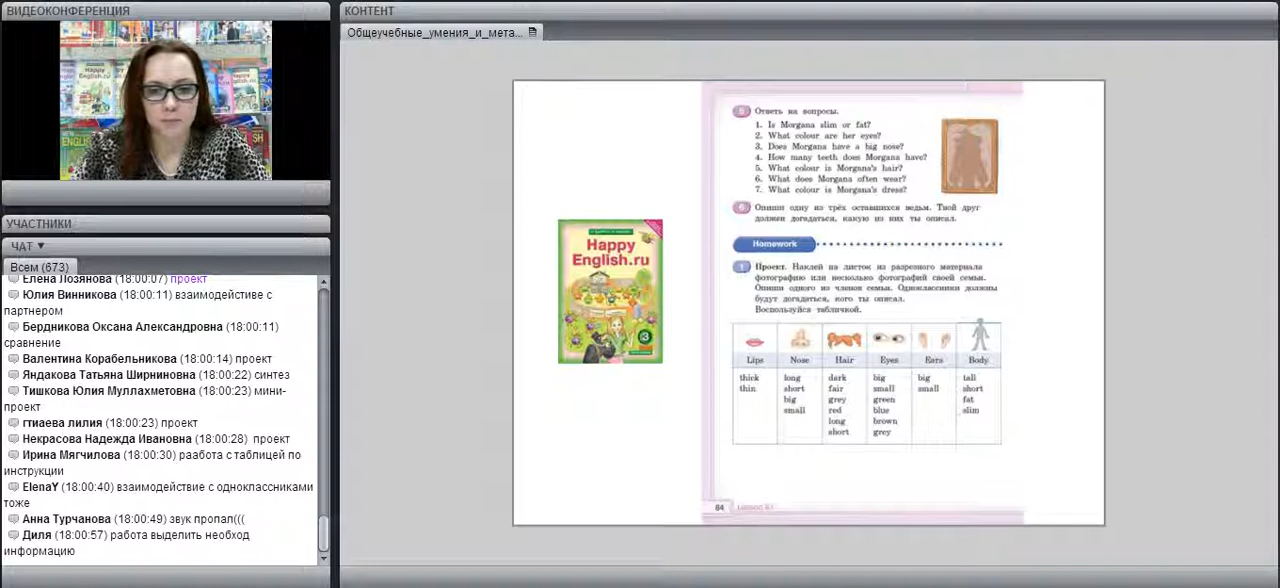 ВИДЕОКОНФЕРЕНЦИЯ
УЧАСТНИКИ
ЧАТ ▼
Всем (673)
Елена Лозянова (18:00:07) проект
Юлия Винникова (18:00:11) взаимодействие с
партнером
Бердникова Оксана Александровна (18:00:11)
сравнение
Валентина Корабельникова (18:00:14) проект
Яндакова Татьяна Ширниновна (18:00:22) синтез
Тишкова Юлия Муллахметовна (18:00:23) мини-
проект
гтиаева лилия (18:00:23) проект
Некрасова Надежда Ивановна (18:00:28) проект
Ирина Мягчилова (18:00:30) раабота с таблицей по
инструкции
ElenaY (18:00:40) взаимодействие с одноклассниками
тоже
Анна Турчанова (18:00:49) звук пропал(((
Диля (18:00:57) работа выделить необход
информацию
КОНТЕНТ
Общеучебные_умения_и_мета...
Happy
English.ru
3
5 Ответь на вопросы.
1. Is Morgana slim or fat?
2. What colour are her eyes?
3. Does Morgana have a big nose?
4. How many teeth does Morgana have?
5. What colour is Morgana's hair?
6. What does Morgana often wear?
7. What colour is Morgana's dress?
6 Опиши одну из трёх оставшихся ведьм. Твой друг
должен догадаться, какую из них ты описал.
Homework
1 Проект. Наклей на листок из разрезного материала
фотографию или несколько фотографий своей семьи.
Опиши одного из членов семьи. Одноклассники должны
будут догадаться, кого ты описал.
Воспользуйся табличкой.
Lips Nose Hair Eyes Ears Body
thick long dark big big tall
thin short fair small small short
big grey green fat
small red blue slim
long brown
short grey
84 Lesson 61